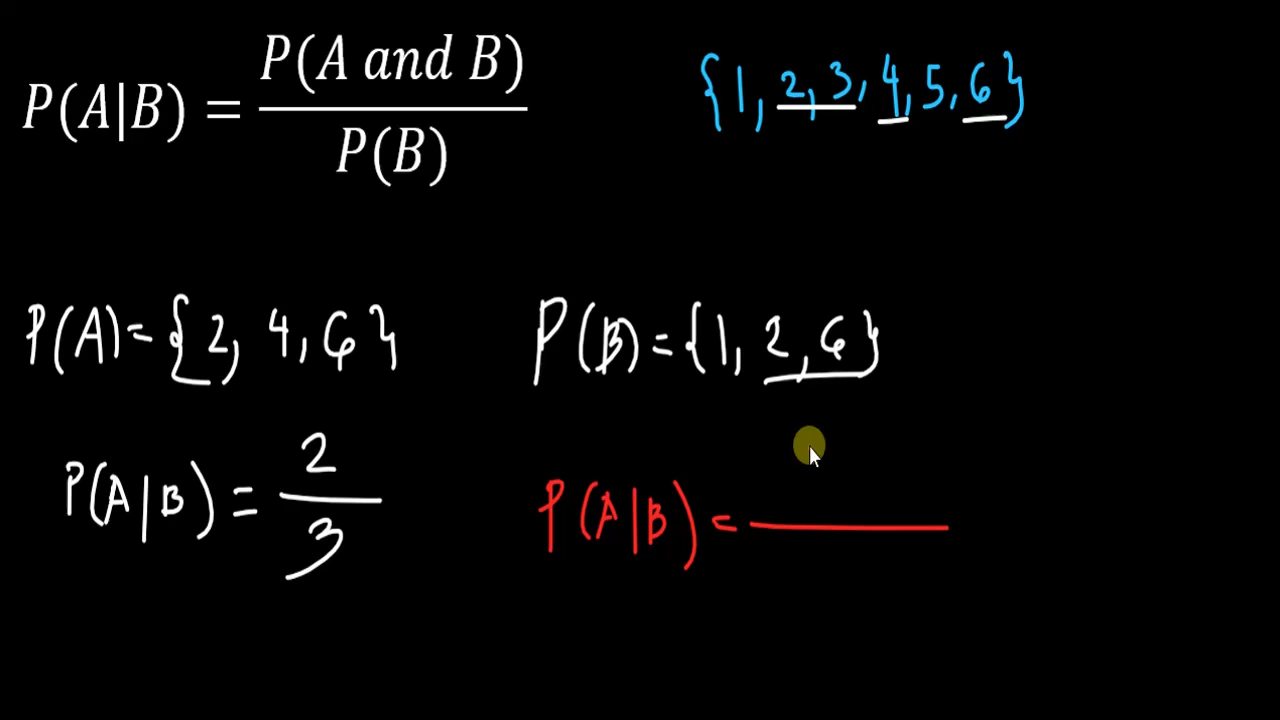 P(A|B) = P(A and B) / P(B)
{1, 2, 3, 4, 5, 6}
P(A) = {2, 4, 6}
P(B) = {1, 2, 6}
P(A|B) = 2 / 3
P(A|B) =